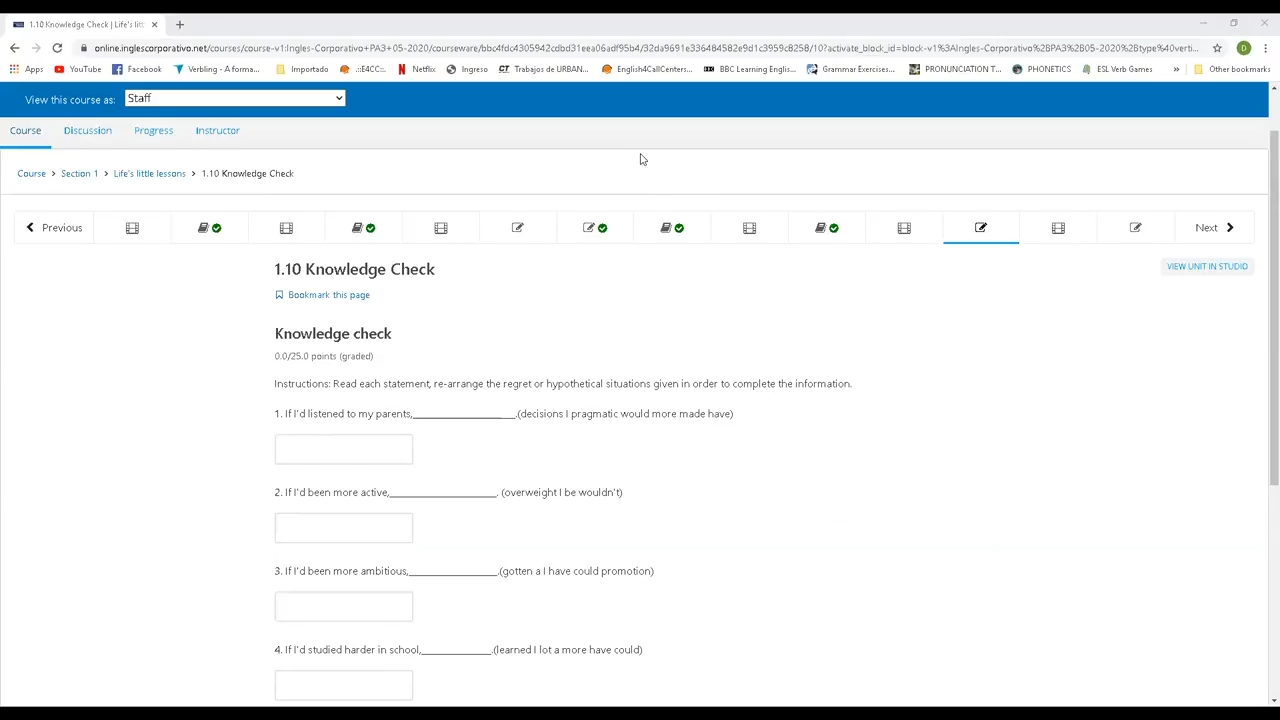 1.10 Knowledge Check | Life's litt
online.inglescorporativo.net/courses/course-v1:Ingles-Corporativo+PA3+05-2020/courseware/bbc4fdc4305942cdbd31eea06adf95b4/32da9691e336484582e9d1c3959c8258/10?activate_block_id=block-v1%3AIngles-Corporativo%2BPA3%2B05-2020%2Btype%40verti...
D
Apps YouTube Facebook Verbling - A forma... Importado .::E4CC::. Netflix Ingreso Trabajos de URBAN... English4CallCenters... BBC Learning Englis... Grammar Exercises... PRONUNCIATION T... PHONETICS ESL Verb Games » Other bookmarks
View this course as: Staff
Course Discussion Progress Instructor
Course > Section 1 > Life's little lessons > 1.10 Knowledge Check
Previous Next
1.10 Knowledge Check
VIEW UNIT IN STUDIO
Bookmark this page
Knowledge check
0.0/25.0 points (graded)
Instructions: Read each statement, re-arrange the regret or hypothetical situations given in order to complete the information.
1. If I'd listened to my parents,____________________.(decisions I pragmatic would more made have)
2. If I'd been more active,____________________. (overweight I be wouldn't)
3. If I'd been more ambitious,________________.(gotten a I have could promotion)
4. If I'd studied harder in school,_____________.(learned I lot a more have could)